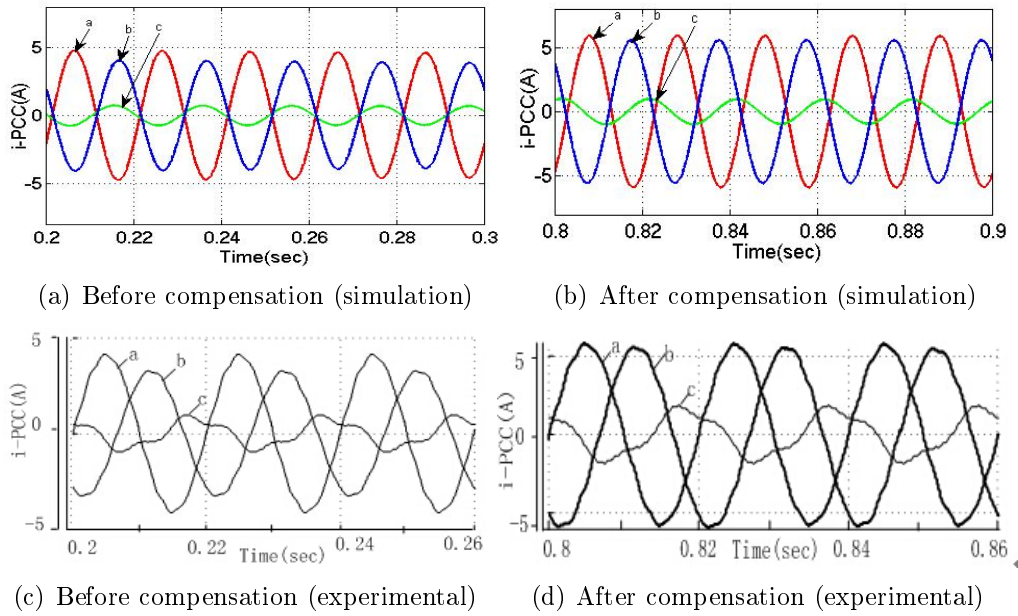 a
b
c
5
0
-5
i-PCC(A)
0.2
0.22
0.24
0.26
0.28
0.3
Time(sec)
(a) Before compensation (simulation)
a
b
c
5
0
-5
i-PCC(A)
0.8
0.82
0.84
0.86
0.88
0.9
Time(sec)
(b) After compensation (simulation)
5
0
-5
i-PCC(A)
a
b
c
0.2
0.22
0.24
0.26
Time(sec)
(c) Before compensation (experimental)
5
0
-5
i-PCC(A)
a
b
c
0.8
0.82
0.84
0.86
Time(sec)
(d) After compensation (experimental)